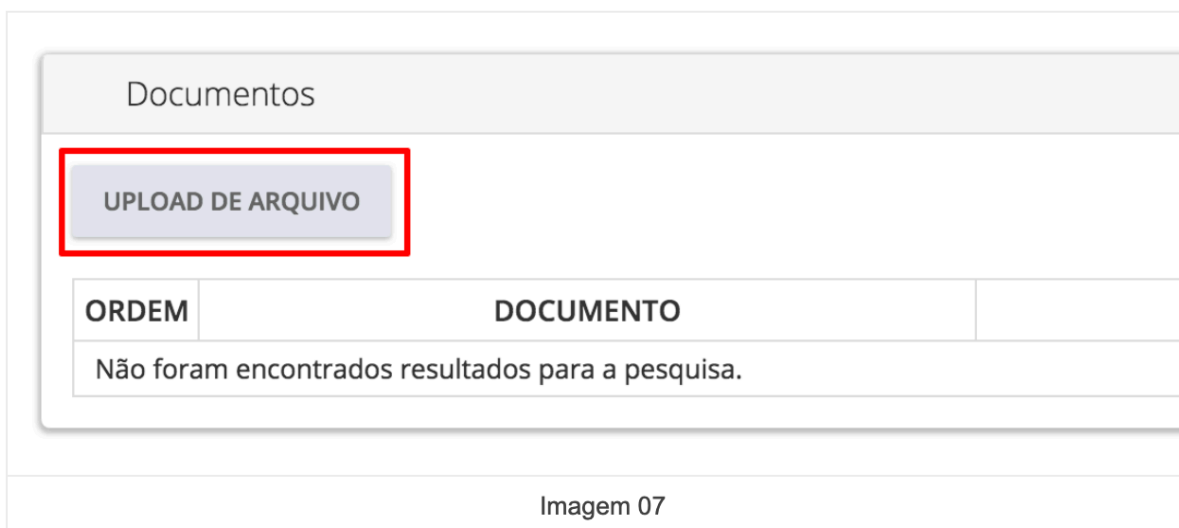 Documentos
UPLOAD DE ARQUIVO
ORDEM DOCUMENTO
Não foram encontrados resultados para a pesquisa.
Imagem 07